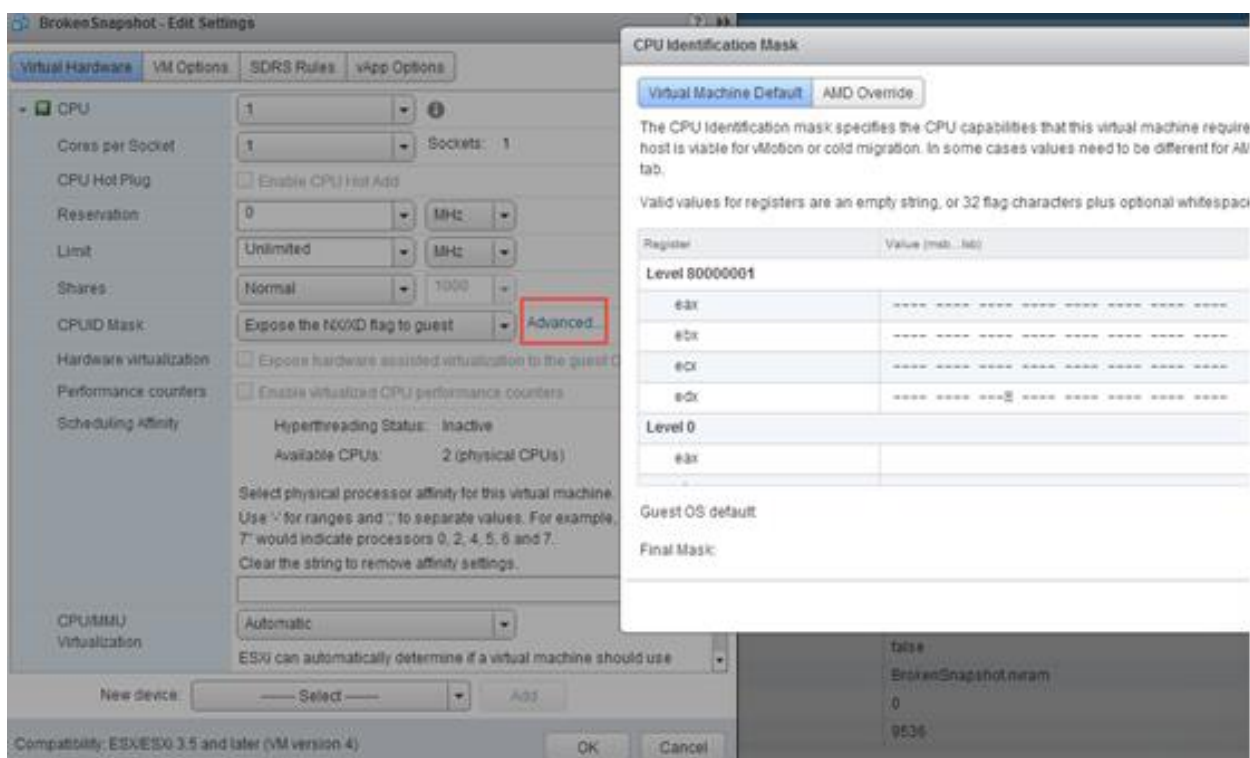 BrokenSnapshot - Edit Settings
Virtual Hardware VM Options SDRS Rules vApp Options
CPU 1
Cores per Socket 1 Sockets: 1
CPU Hot Plug Enable CPU Hot Add
Reservation 0 MHz
Limit Unlimited MHz
Shares Normal 1000
CPUID Mask Expose the NX/XD flag to guest Advanced...
Hardware virtualization Expose hardware assisted virtualization to the guest O
Performance counters Enable virtualized CPU performance counters
Scheduling Affinity Hyperthreading Status: Inactive
Available CPUs: 2 (physical CPUs)
Select physical processor affinity for this virtual machine.
Use '-' for ranges and ',' to separate values. For example,
7" would indicate processors 0, 2, 4, 5, 6 and 7.
Clear the string to remove affinity settings.
CPU/MMU
Virtualization
Automatic
ESXi can automatically determine if a virtual machine should use
New device: ------- Select ------- Add
Compatibility: ESX/ESXi 3.5 and later (VM version 4) OK Cancel
CPU Identification Mask
Virtual Machine Default AMD Override
The CPU Identification mask specifies the CPU capabilities that this virtual machine require
host is viable for vMotion or cold migration. In some cases values need to be different for AM
tab.
Valid values for registers are an empty string, or 32 flag characters plus optional whitespace
Register Value (msb...lsb)
Level 80000001
eax ---- ---- ---- ---- ---- ---- ---- ----
ebx ---- ---- ---- ---- ---- ---- ---- ----
ecx ---- ---- ---- ---- ---- ---- ---- ----
edx ---- ---- ---H ---- ---- ---- ---- ----
Level 0
eax
Guest OS default
Final Mask:
false
BrokenSnapshot.nvram
0
9536